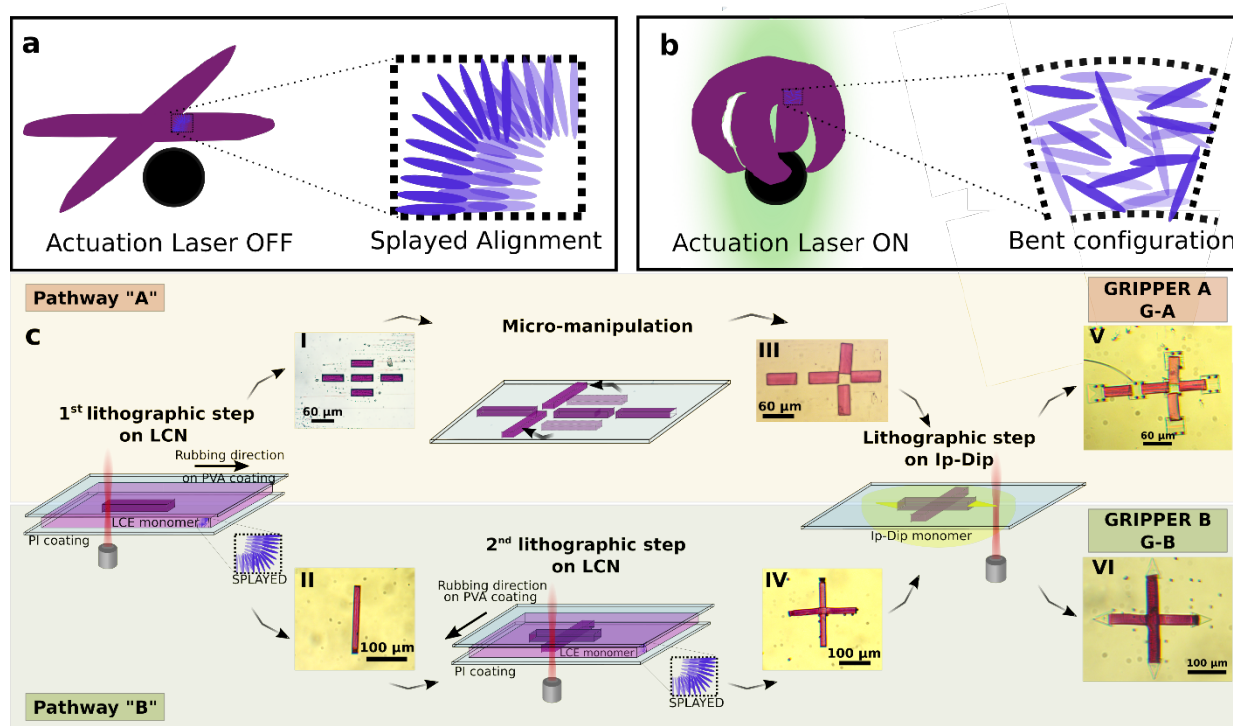 a
Actuation Laser OFF
Splayed Alignment
b
Actuation Laser ON
Bent configuration
Pathway "A"
c
Micro-manipulation
GRIPPER A
G-A
I
60 µm
III
60 µm
V
60 µm
1st lithographic step
on LCN
Rubbing direction
on PVA coating
LCE monomer
PI coating
SPLAYED
Lithographic step
on Ip-Dip
Ip-Dip monomer
GRIPPER B
G-B
II
100 µm
2nd lithographic step
on LCN
Rubbing direction
on PVA coating
LCE monomer
PI coating
SPLAYED
IV
100 µm
VI
100 µm
Pathway "B"